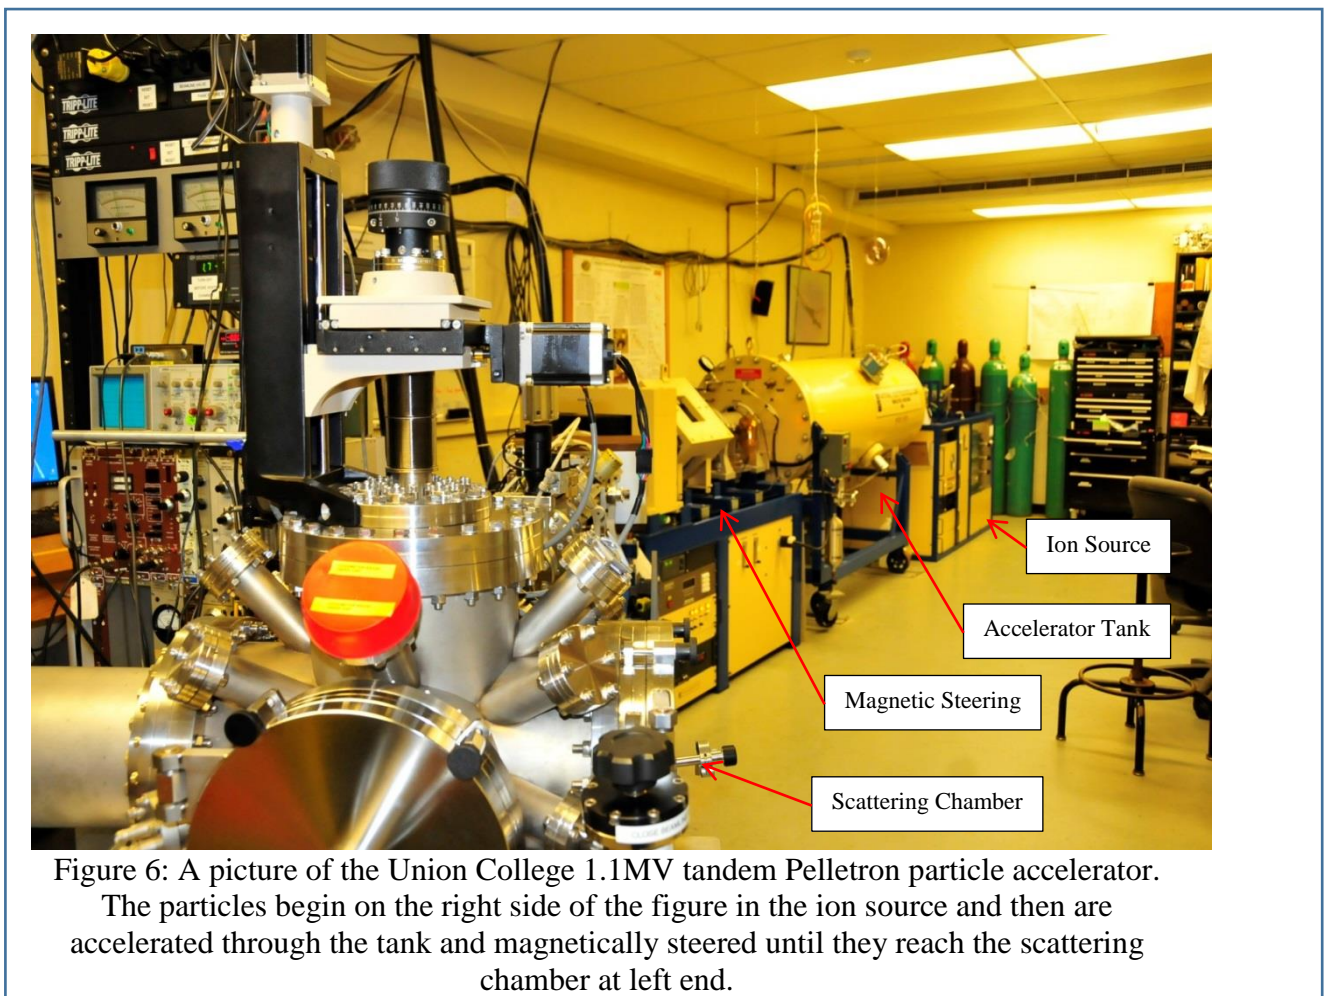 TRIPP·LITE
TRIPP·LITE
TRIPP·LITE
Ion Source
Accelerator Tank
Magnetic Steering
Scattering Chamber
Figure 6: A picture of the Union College 1.1MV tandem Pelletron particle accelerator.
The particles begin on the right side of the figure in the ion source and then are
accelerated through the tank and magnetically steered until they reach the scattering
chamber at left end.